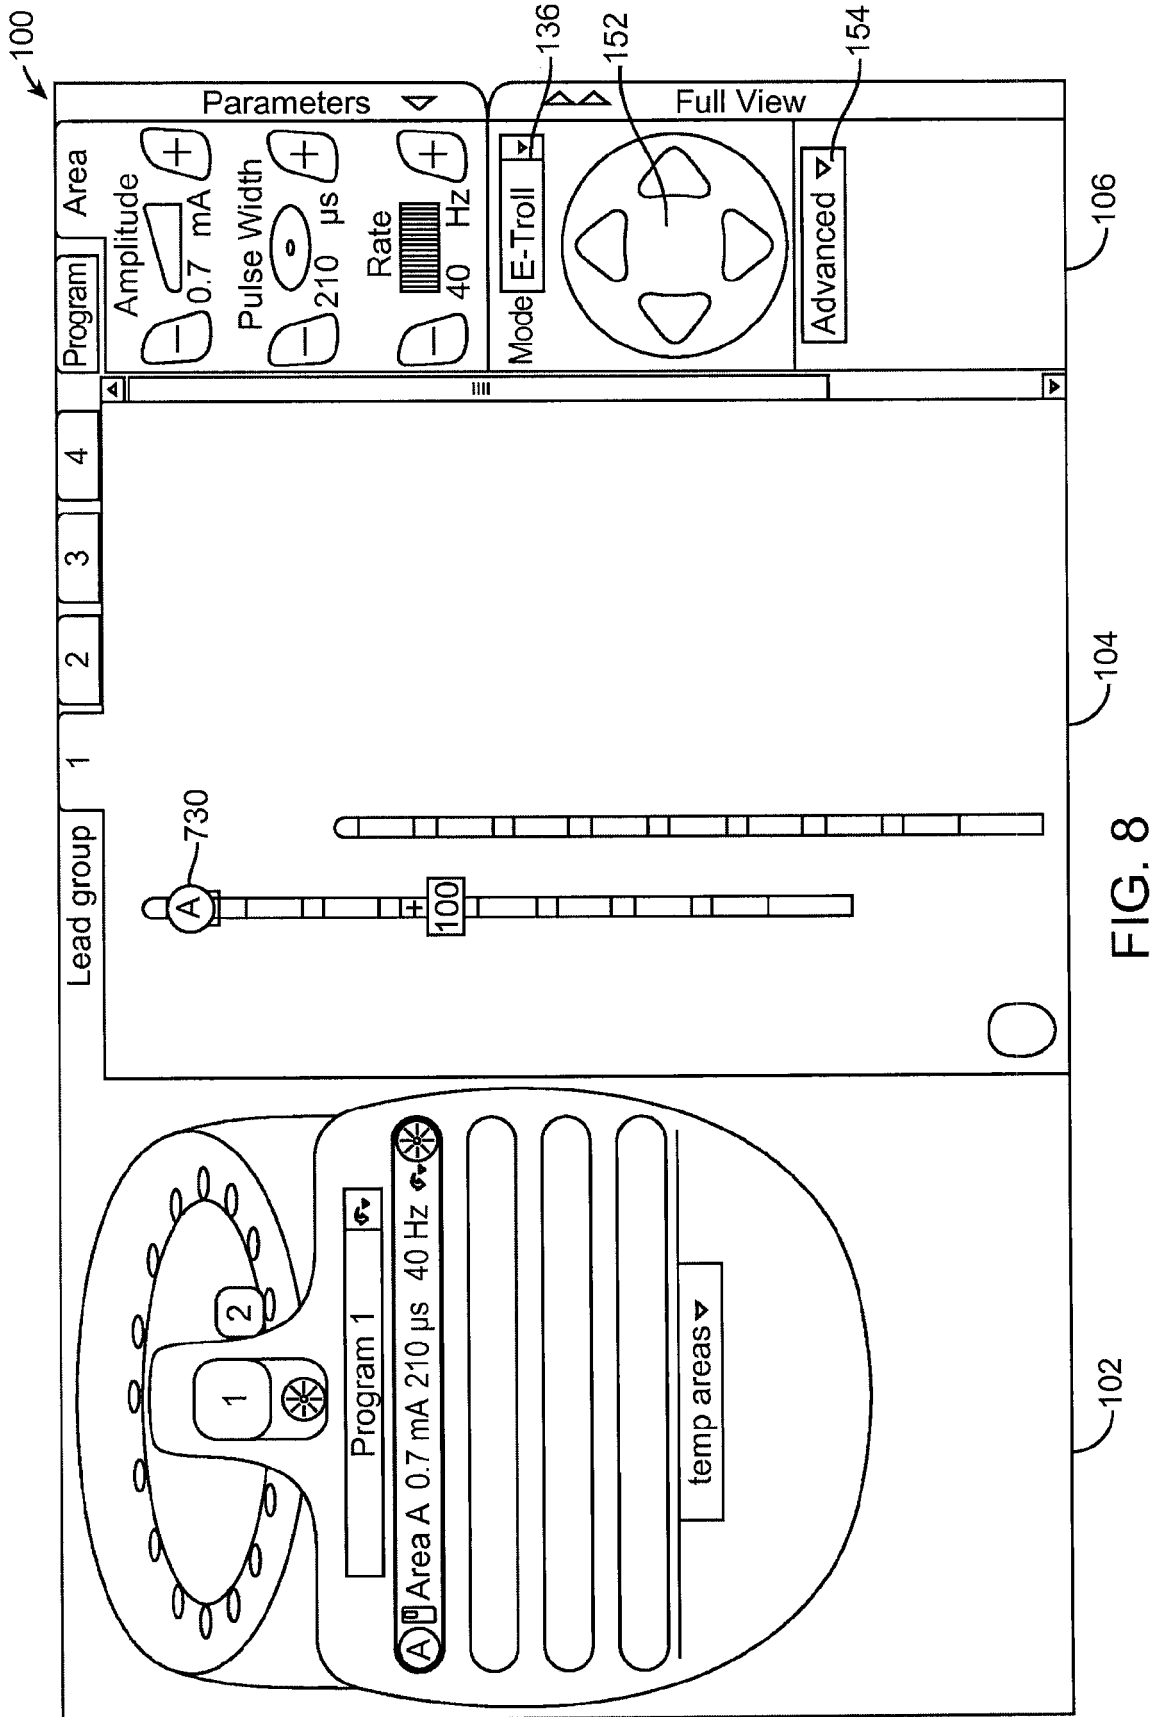 100
Lead group
1
2
3
4
Program
Area
Parameters
Amplitude
− 0.7 mA +
Pulse Width
− 210 µs +
Rate
− 40 Hz +
136
Mode E-Troll
Full View
152
Advanced
154
1
2
Program 1
A Area A 0.7 mA 210 µs 40 Hz
temp areas
A
730
+
100
102
104
106
FIG. 8